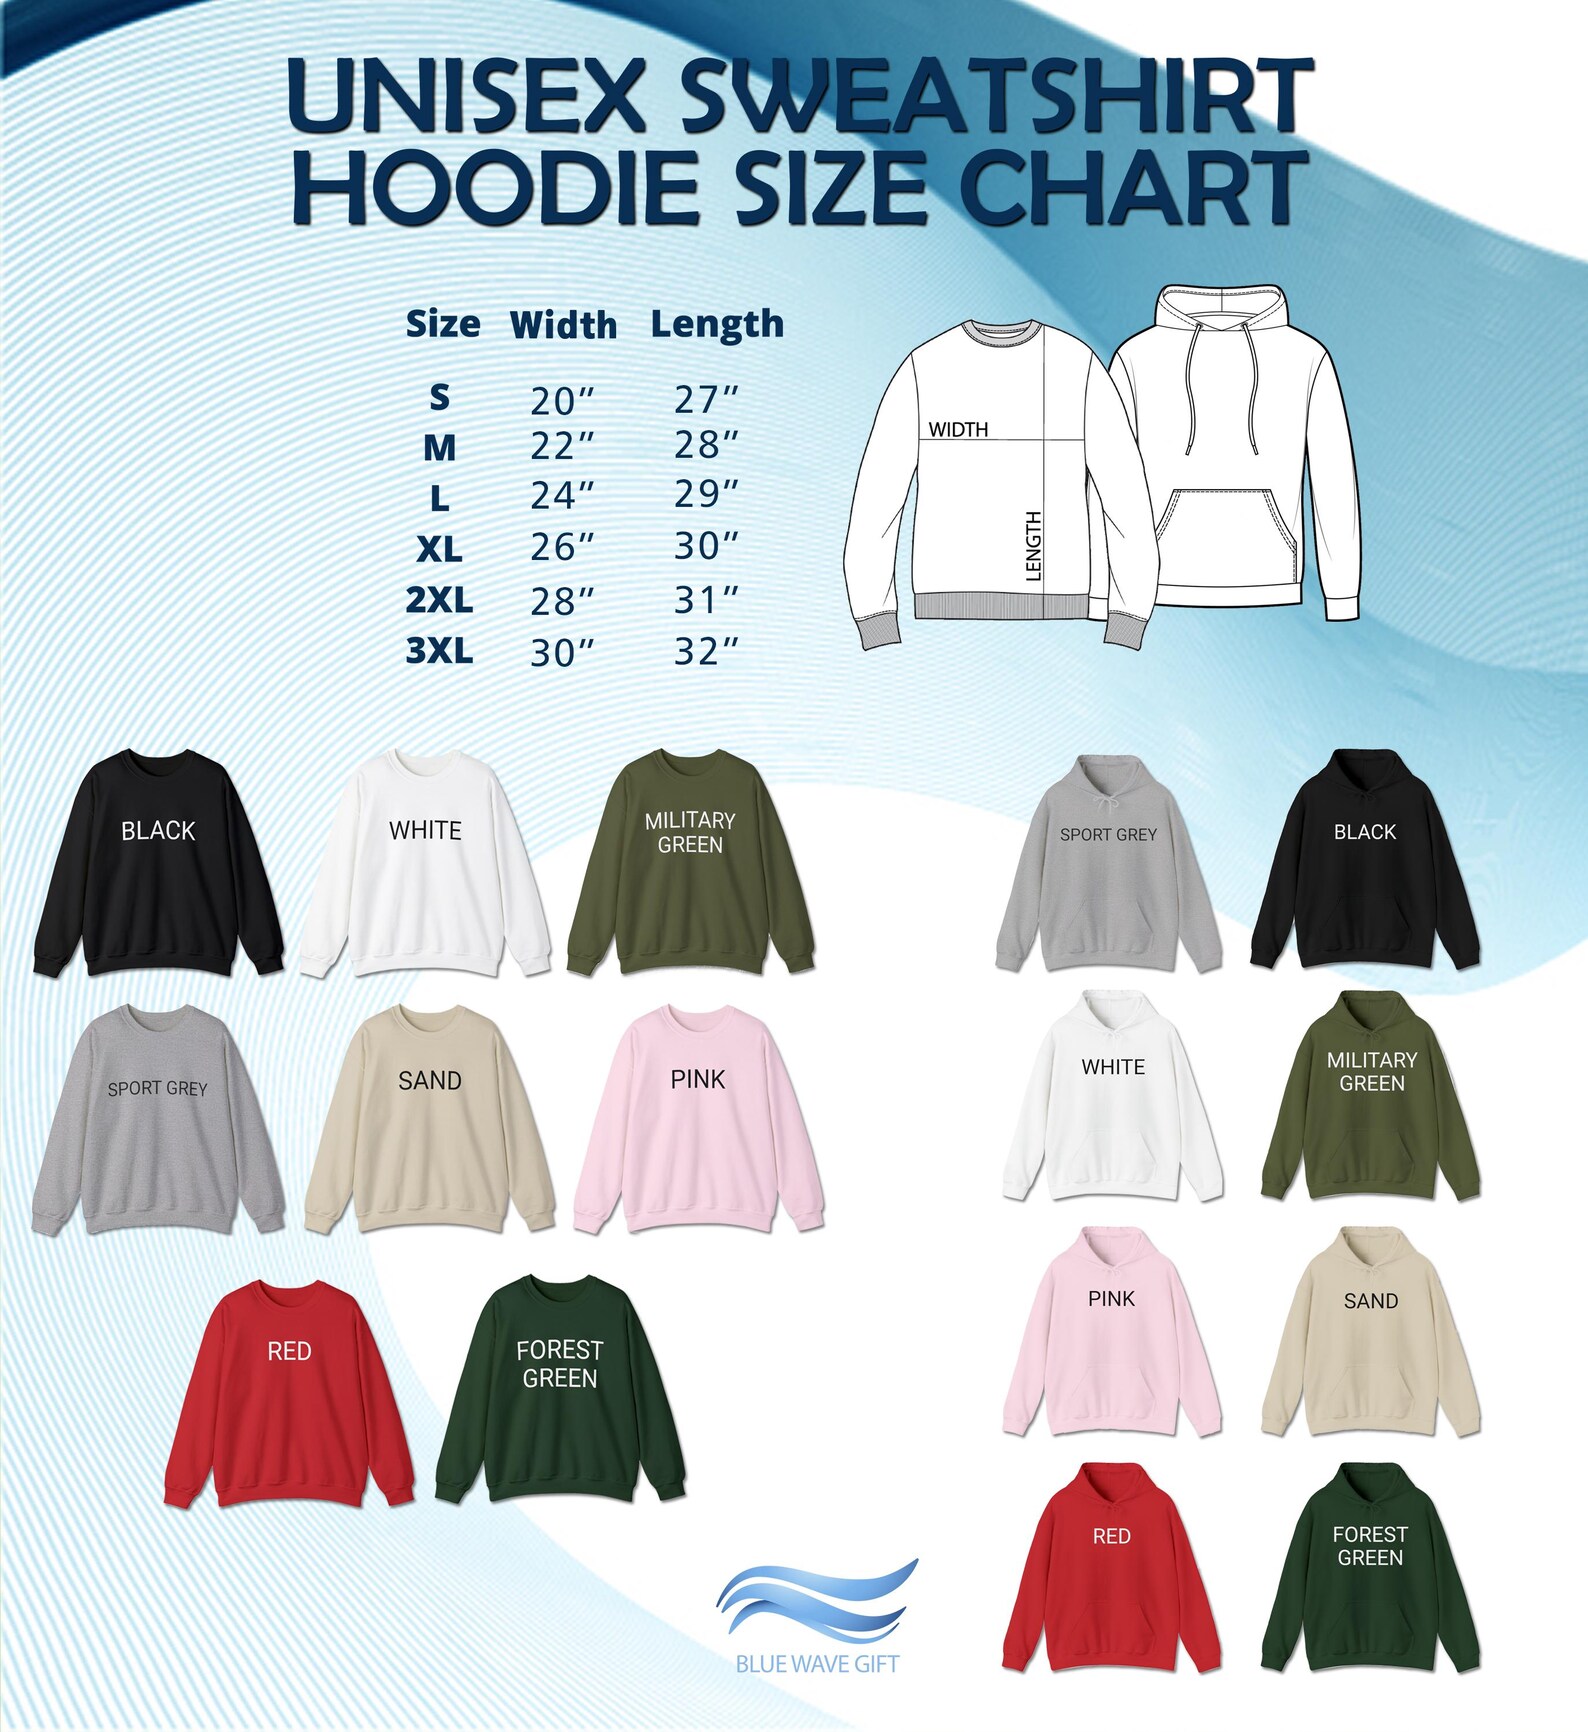 UNISEX SWEATSHIRT
HOODIE SIZE CHART
Size Width Length
S 20” 27”
M 22” 28”
L 24” 29”
XL 26” 30”
2XL 28” 31”
3XL 30” 32”
WIDTH
LENGTH
BLACK
WHITE
MILITARY
GREEN
SPORT GREY
SAND
PINK
RED
FOREST
GREEN
SPORT GREY
BLACK
WHITE
MILITARY
GREEN
PINK
SAND
RED
FOREST
GREEN
BLUE WAVE GIFT